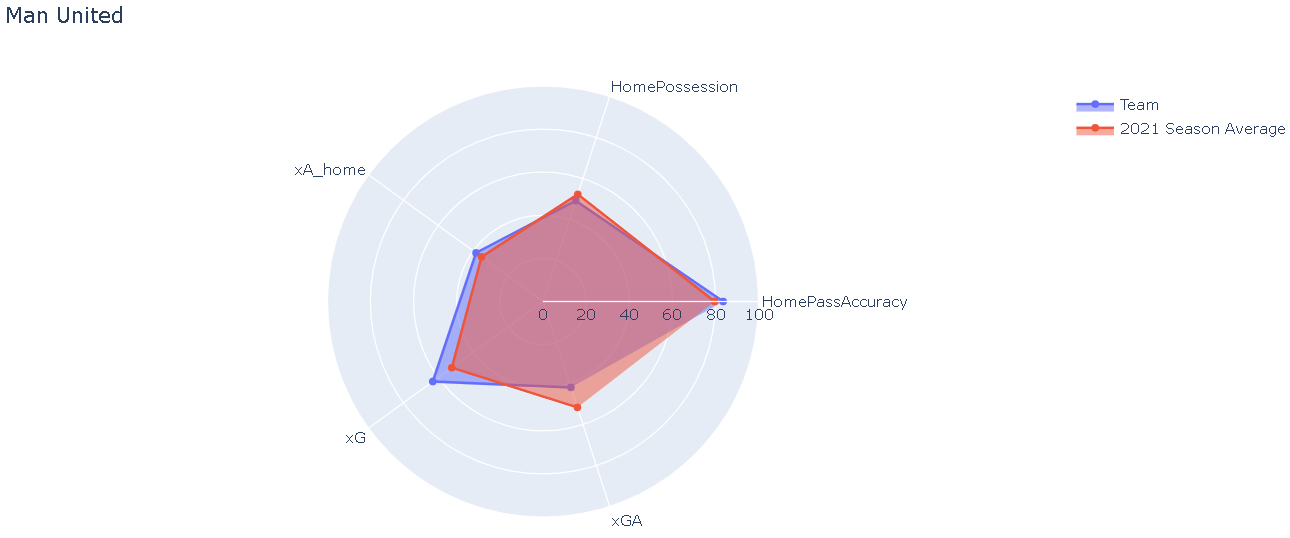 Man United
HomePossession
Team
2021 Season Average
xA_home
HomePassAccuracy
0 20 40 60 80 100
xG
xGA